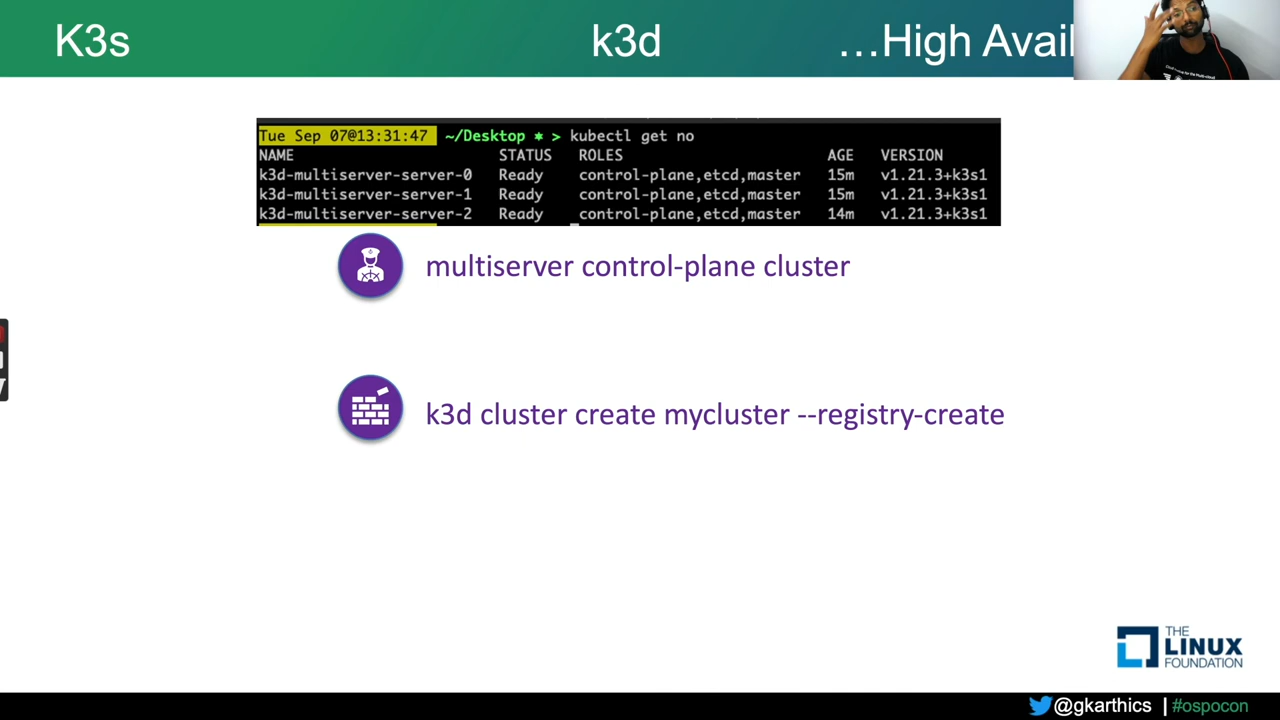 K3s k3d …High Avail
Tue Sep 07@13:31:47 ~/Desktop * > kubectl get no
NAME STATUS ROLES AGE VERSION
k3d-multiserver-server-0 Ready control-plane,etcd,master 15m v1.21.3+k3s1
k3d-multiserver-server-1 Ready control-plane,etcd,master 15m v1.21.3+k3s1
k3d-multiserver-server-2 Ready control-plane,etcd,master 14m v1.21.3+k3s1
multiserver control-plane cluster
k3d cluster create mycluster --registry-create
THE
LINUX
FOUNDATION
@gkarthics | #ospocon